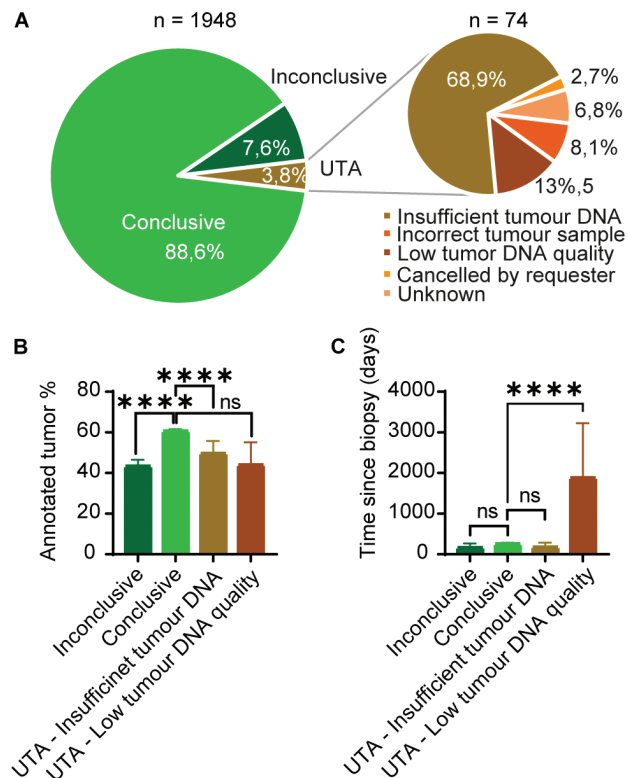 A
n = 1948
n = 74
Inconclusive
7,6%
UTA
3,8%
Conclusive
88,6%
68,9%
2,7%
6,8%
8,1%
13%,5
Insufficient tumour DNA
Incorrect tumour sample
Low tumor DNA quality
Cancelled by requester
Unknown
B
Annotated tumor %
80
60
40
20
0
****
****
ns
Inconclusive
Conclusive
UTA - Insufficinet tumour DNA
UTA - Low tumour DNA quality
C
Time since biopsy (days)
4000
3000
2000
1000
0
****
ns
ns
Inconclusive
Conclusive
UTA - Insufficient tumour DNA
UTA - Low tumour DNA quality